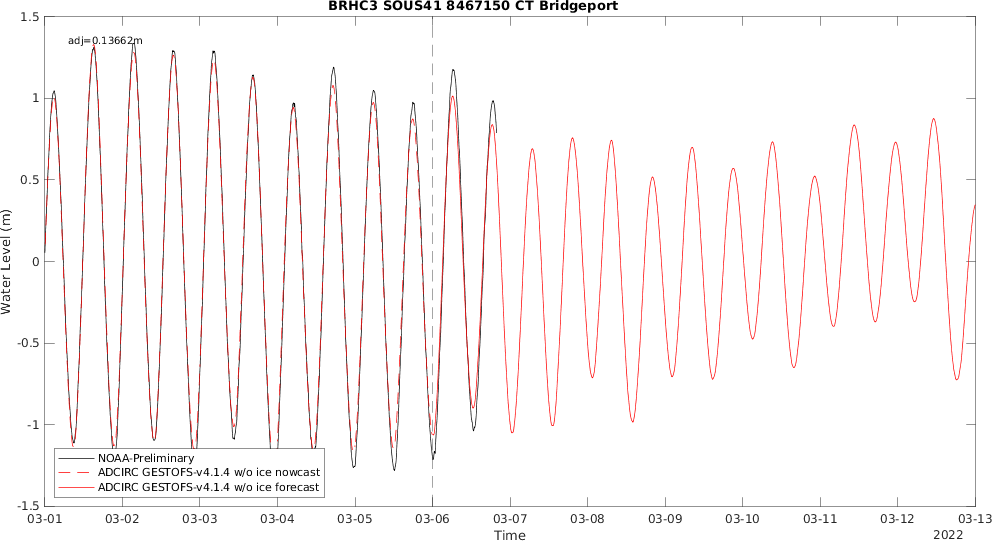 BRHC3 SOUS41 8467150 CT Bridgeport
adj=0.13662m
1.5
1
0.5
0
-0.5
-1
-1.5
Water Level (m)
NOAA-Preliminary
ADCIRC GESTOFS-v4.1.4 w/o ice nowcast
ADCIRC GESTOFS-v4.1.4 w/o ice forecast
03-01 03-02 03-03 03-04 03-05 03-06 03-07 03-08 03-09 03-10 03-11 03-12 03-13
Time
2022